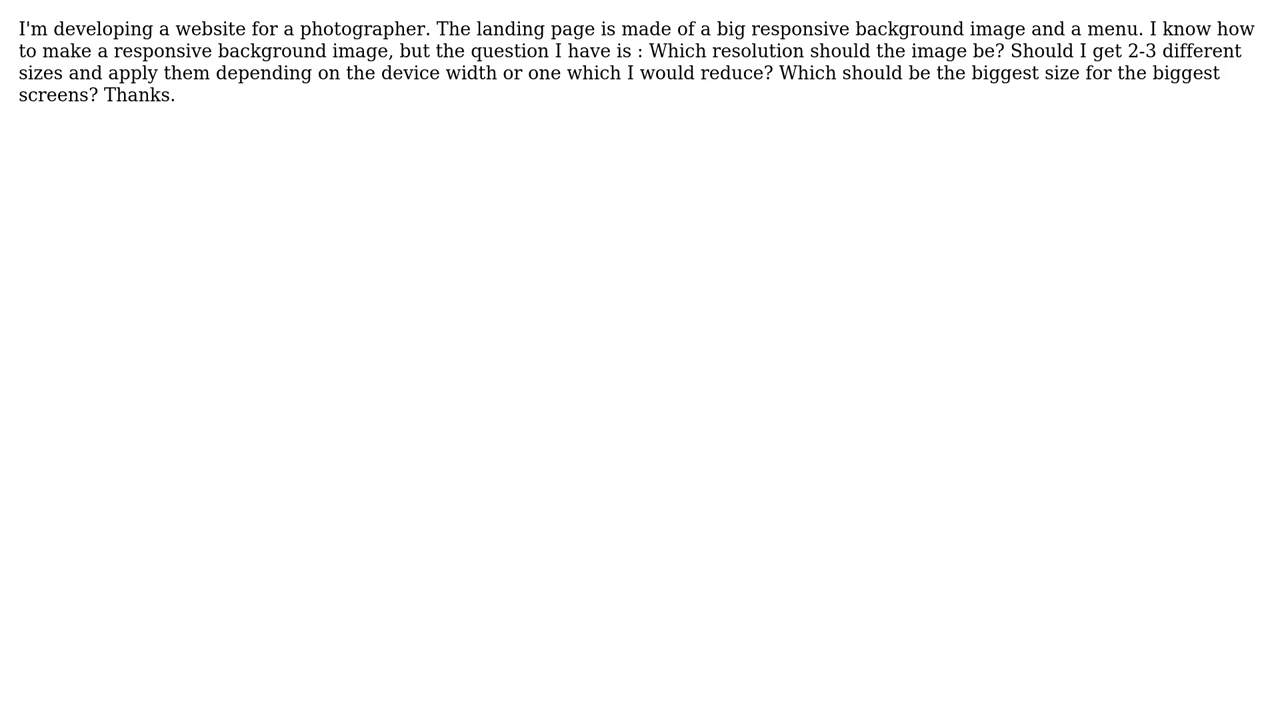 I'm developing a website for a photographer. The landing page is made of a big responsive background image and a menu. I know how
to make a responsive background image, but the question I have is : Which resolution should the image be? Should I get 2-3 different
sizes and apply them depending on the device width or one which I would reduce? Which should be the biggest size for the biggest
screens? Thanks.